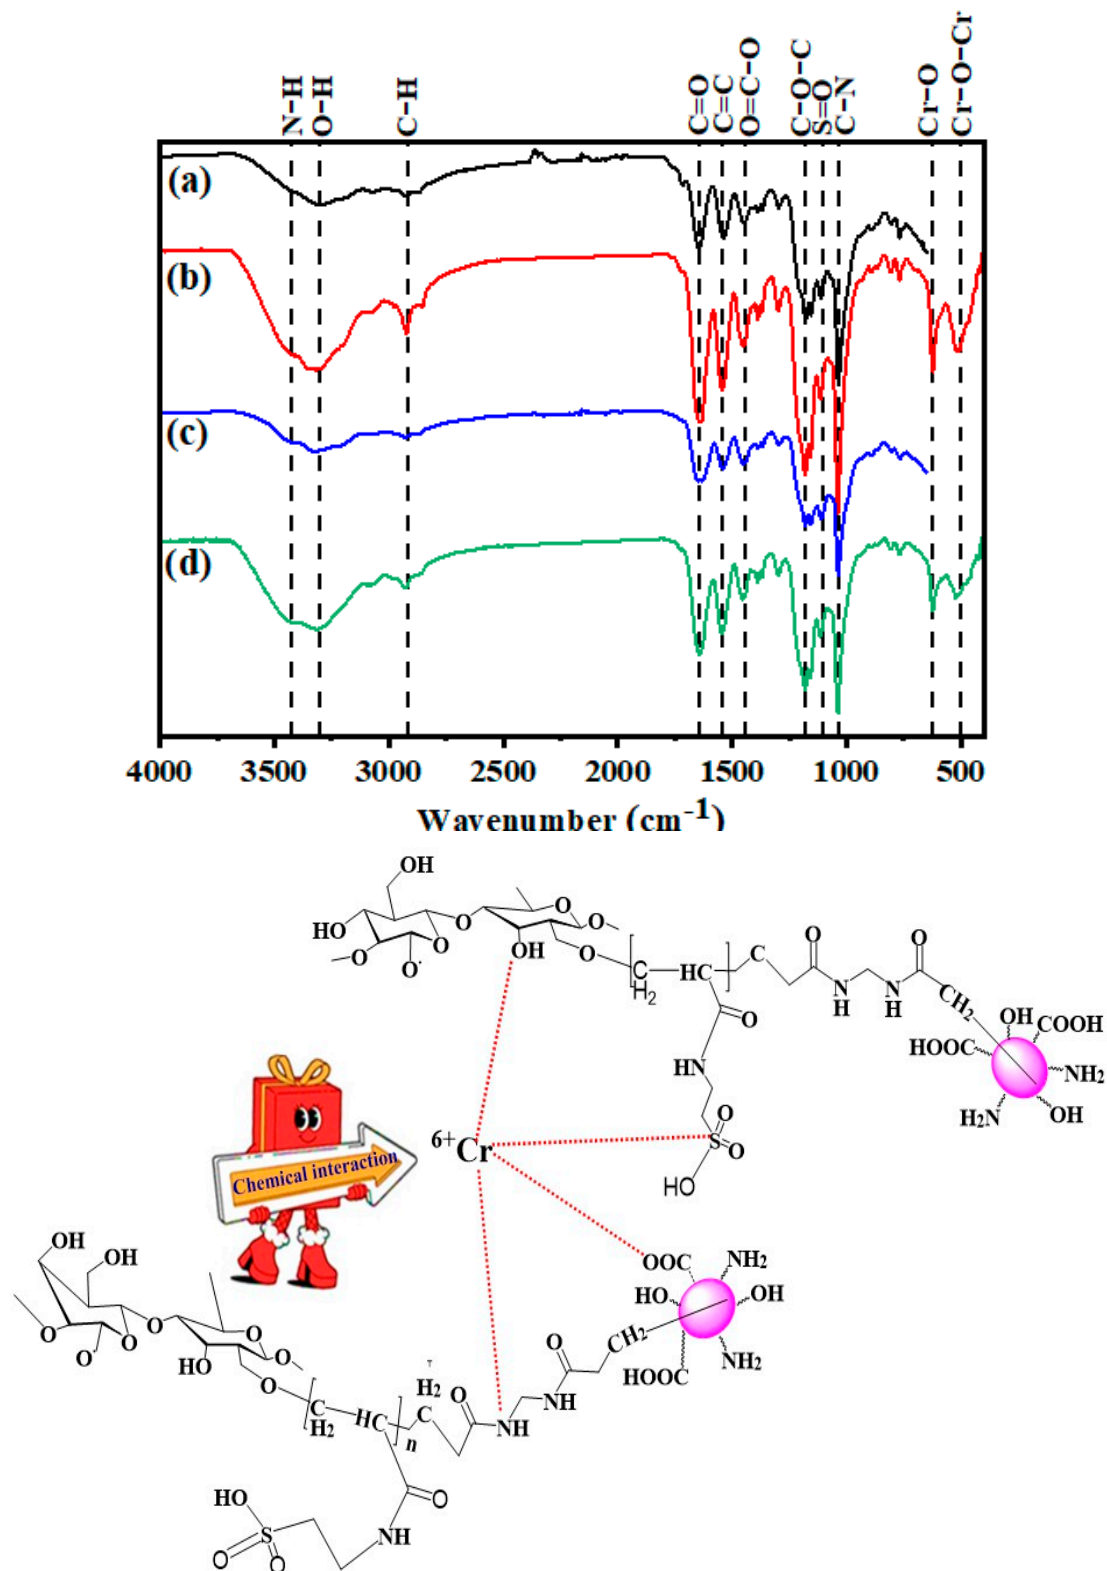 N-H
O-H
C-H
C=O
C=C
O=C-O
C-O-C
S=O
C-N
Cr-O
Cr-O-Cr
(a)
(b)
(c)
(d)
4000 3500 3000 2500 2000 1500 1000 500
Wavenumber (cm⁻¹)
OH
HO
O
O
O
O
O
OH
O
O
O·
C
H₂
HC
C
O
O
N
H
N
H
CH₂
OH
COOH
HOOC
NH₂
H₂N
OH
O
HN
O
S
O
HO
6+
Cr
Chemical interaction
OOC
NH₂
HO
OH
HOOC
NH₂
CH₂
O
NH
NH
O
OH
OH
O
O
O
O
HO
O
O
O
C
H₂
HC
n
H₂
C
O
NH
HO
S
O
O